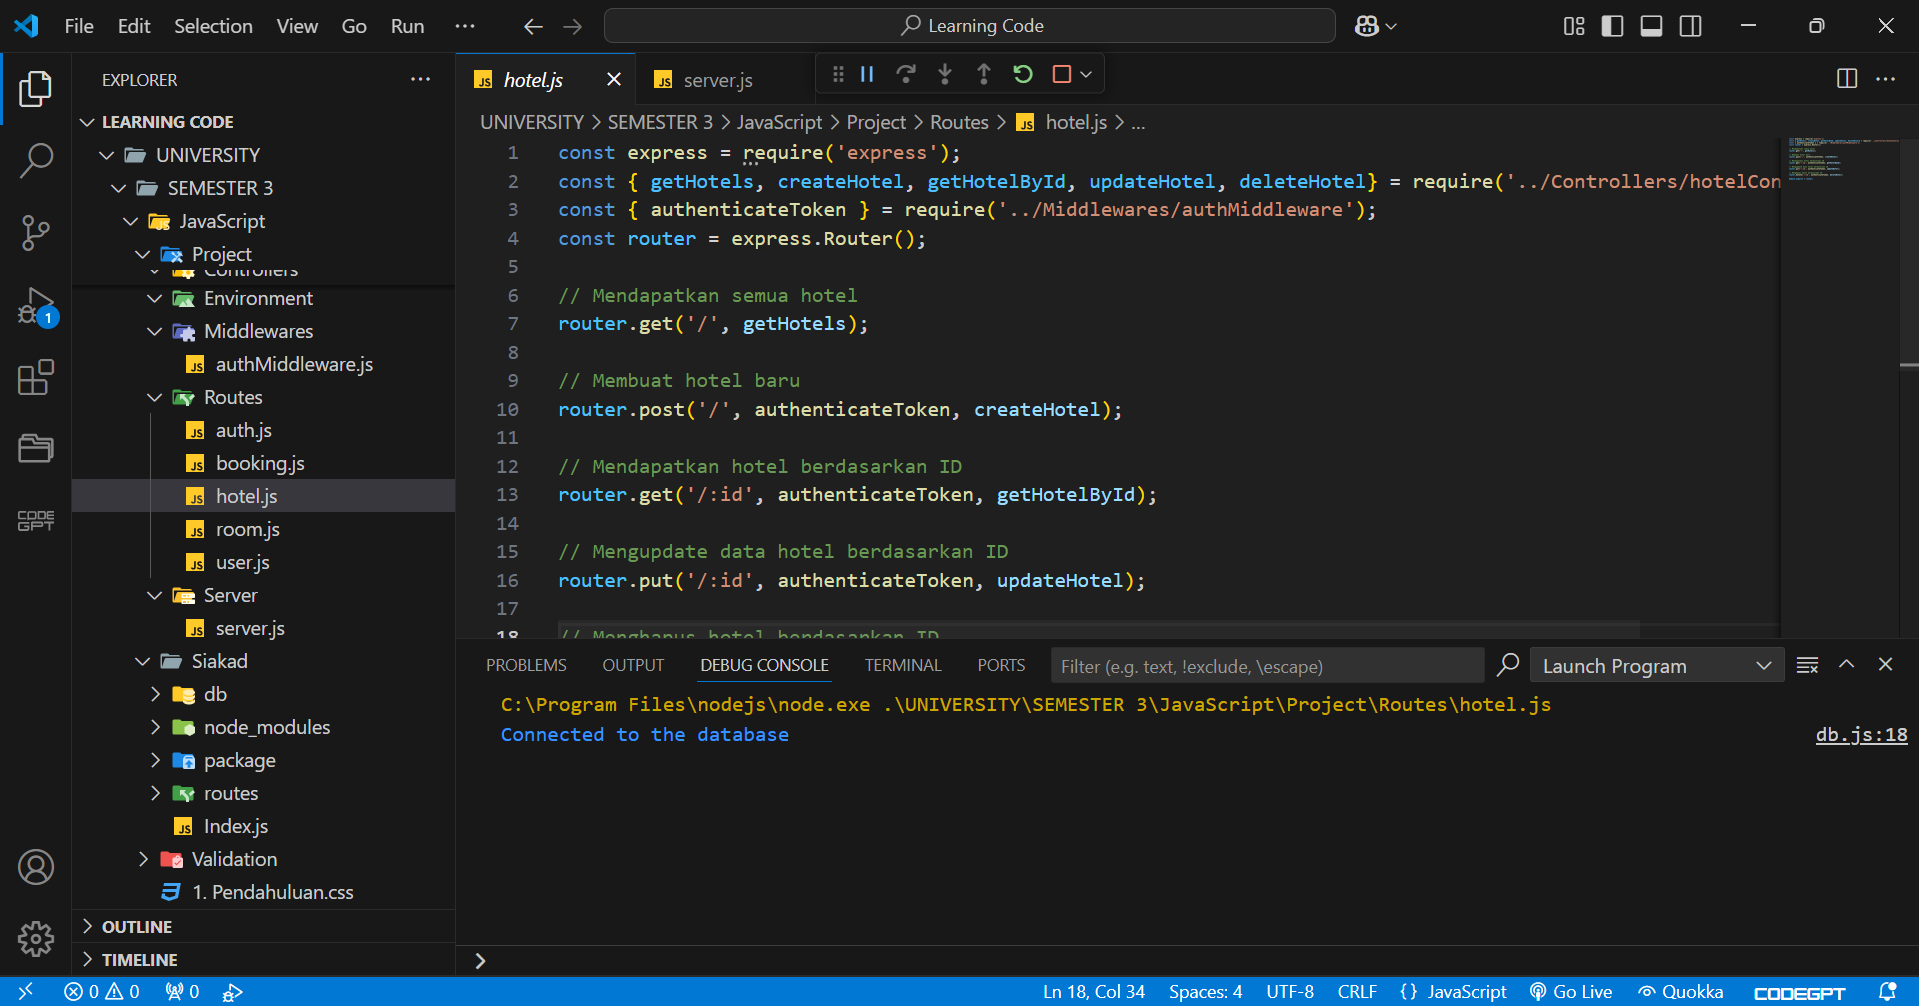 File Edit Selection View Go Run ... Learning Code
EXPLORER ...
LEARNING CODE
UNIVERSITY
SEMESTER 3
JavaScript
Project
Controllers
Environment
Middlewares
authMiddleware.js
Routes
auth.js
booking.js
hotel.js
room.js
user.js
Server
server.js
Siakad
db
node_modules
package
routes
Index.js
Validation
1. Pendahuluan.css
OUTLINE
TIMELINE
1
CODE
GPT
hotel.js server.js
UNIVERSITY > SEMESTER 3 > JavaScript > Project > Routes > JS hotel.js > ...
1 const express = require('express');
2 const { getHotels, createHotel, getHotelById, updateHotel, deleteHotel} = require('../Controllers/hotelCon
3 const { authenticateToken } = require('../Middlewares/authMiddleware');
4 const router = express.Router();
5
6 // Mendapatkan semua hotel
7 router.get('/', getHotels);
8
9 // Membuat hotel baru
10 router.post('/', authenticateToken, createHotel);
11
12 // Mendapatkan hotel berdasarkan ID
13 router.get('/:id', authenticateToken, getHotelById);
14
15 // Mengupdate data hotel berdasarkan ID
16 router.put('/:id', authenticateToken, updateHotel);
17
18 // Menghapus hotel berdasarkan ID
PROBLEMS OUTPUT DEBUG CONSOLE TERMINAL PORTS Filter (e.g. text, !exclude, \escape) Launch Program
C:\Program Files\nodejs\node.exe .\UNIVERSITY\SEMESTER 3\JavaScript\Project\Routes\hotel.js
Connected to the database db.js:18
>
0 0 0 Ln 18, Col 34 Spaces: 4 UTF-8 CRLF {} JavaScript Go Live Quokka CODEGPT